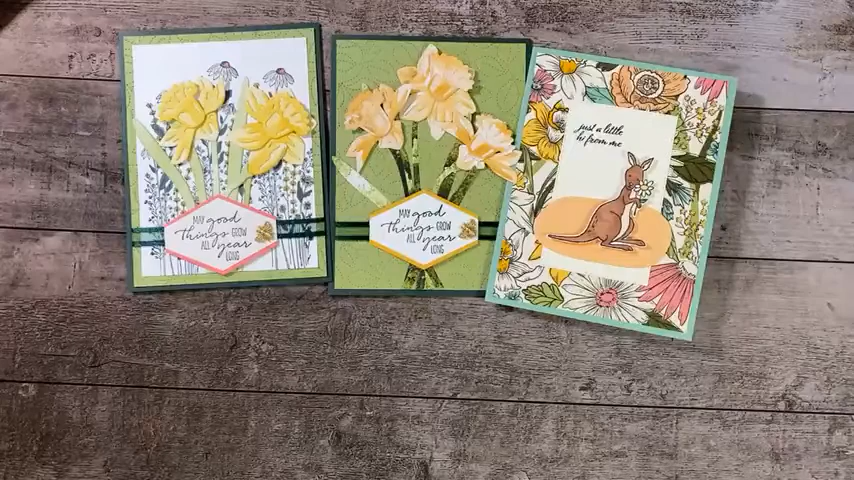 MAY good
things GROW
ALL year
LONG
MAY good
things GROW
ALL year
LONG
just a little
hi from me